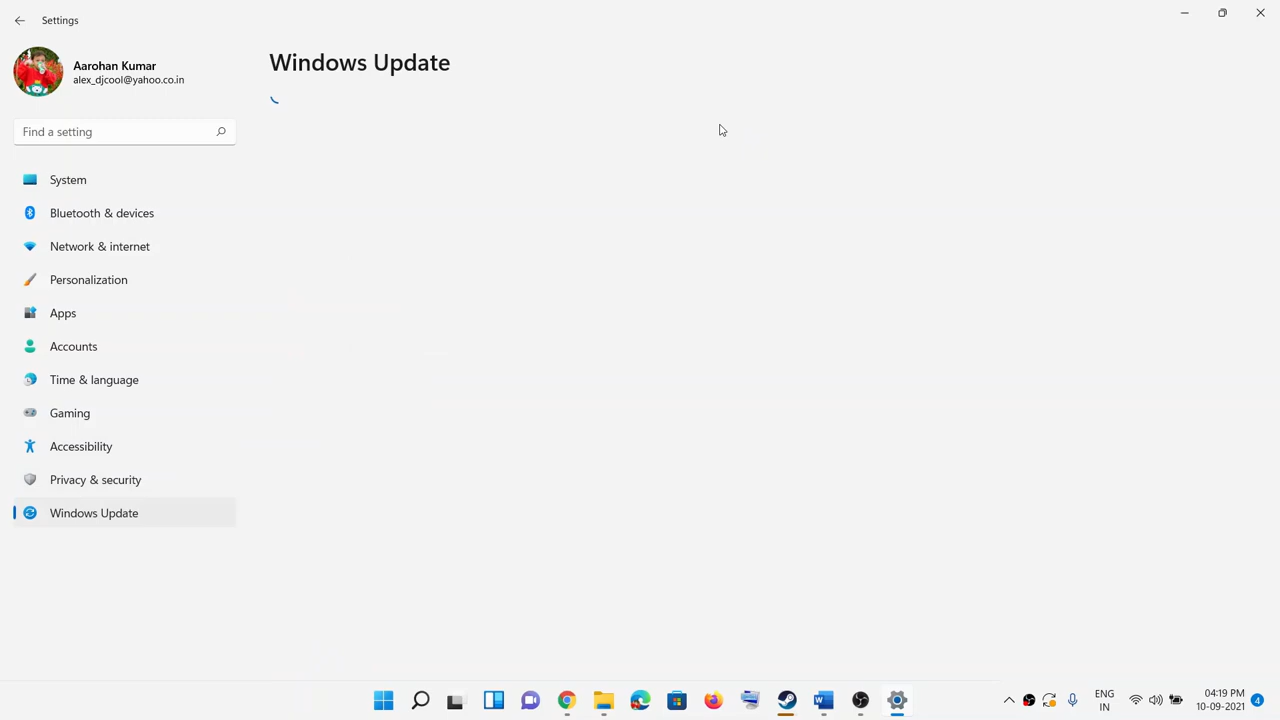 Settings
Aarohan Kumar
alex_djcool@yahoo.co.in
Find a setting
System
Bluetooth & devices
Network & internet
Personalization
Apps
Accounts
Time & language
Gaming
Accessibility
Privacy & security
Windows Update
Windows Update
ENG
IN
04:19 PM
10-09-2021
4